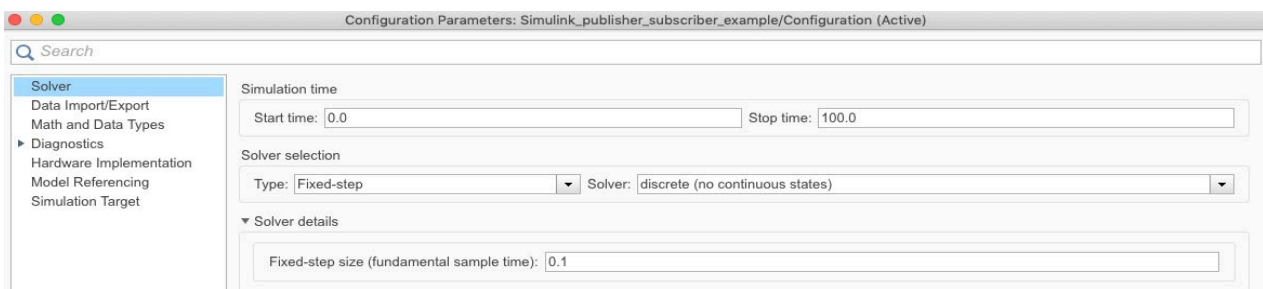 Configuration Parameters: Simulink_publisher_subscriber_example/Configuration (Active)
Search
Solver
Data Import/Export
Math and Data Types
Diagnostics
Hardware Implementation
Model Referencing
Simulation Target
Simulation time
Start time: 0.0 Stop time: 100.0
Solver selection
Type: Fixed-step Solver: discrete (no continuous states)
Solver details
Fixed-step size (fundamental sample time): 0.1